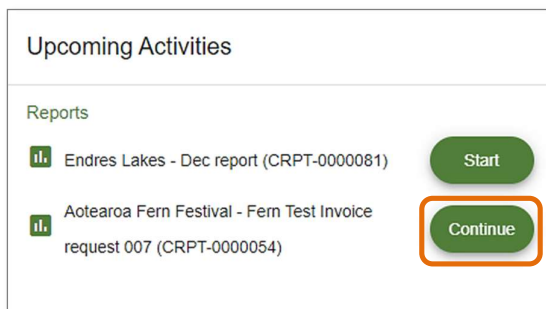 Upcoming Activities
Reports
Endres Lakes - Dec report (CRPT-0000081)
Start
Aotearoa Fern Festival - Fern Test Invoice
request 007 (CRPT-0000054)
Continue